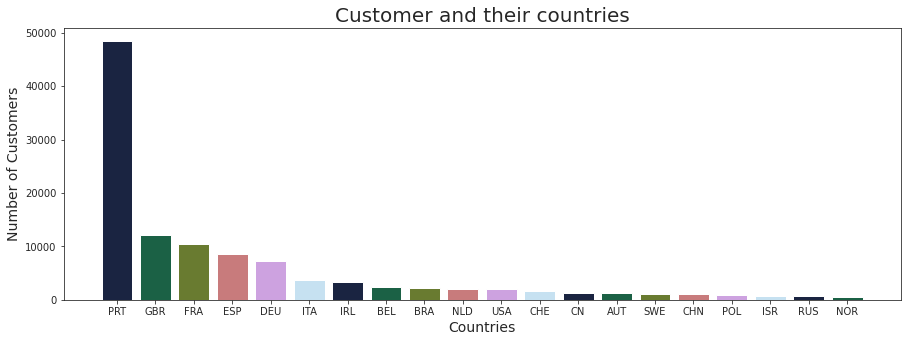 Customer and their countries
50000
40000
30000
20000
10000
0
Number of Customers
PRT GBR FRA ESP DEU ITA IRL BEL BRA NLD USA CHE CN AUT SWE CHN POL ISR RUS NOR
Countries